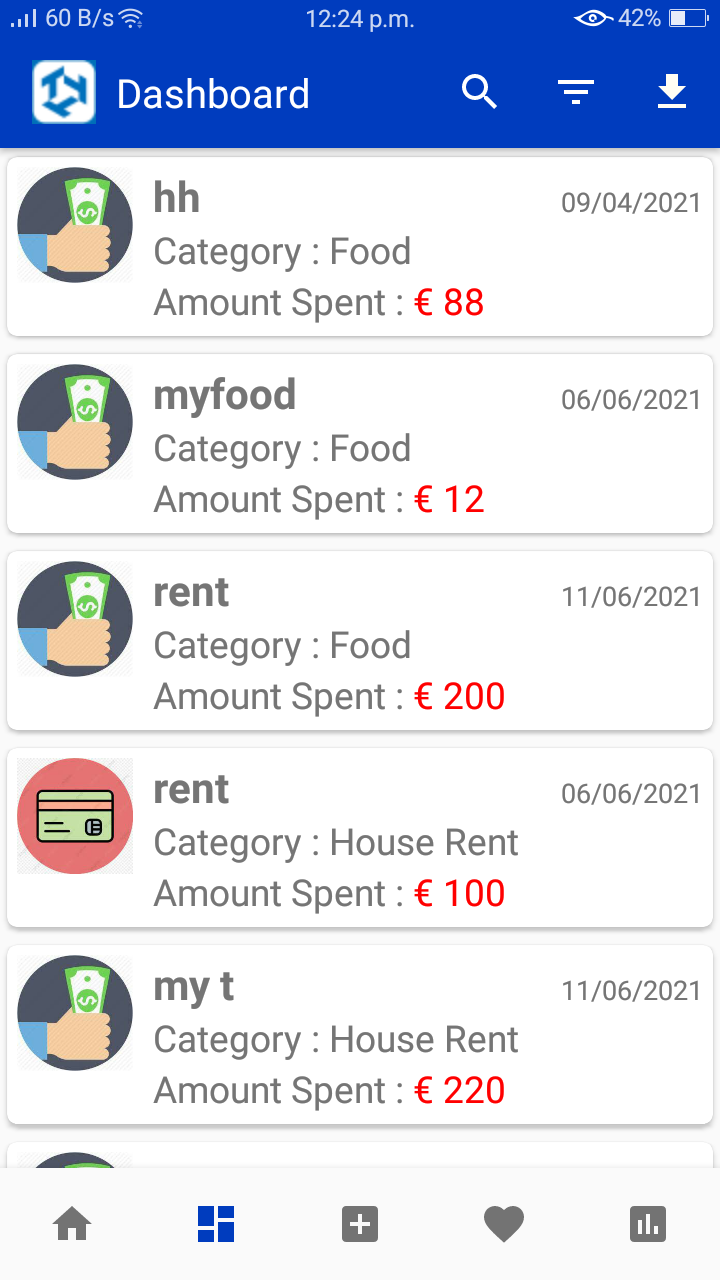 60 B/s 12:24 p.m. 42%
Dashboard
hh 09/04/2021
Category : Food
Amount Spent : € 88
myfood 06/06/2021
Category : Food
Amount Spent : € 12
rent 11/06/2021
Category : Food
Amount Spent : € 200
rent 06/06/2021
Category : House Rent
Amount Spent : € 100
my t 11/06/2021
Category : House Rent
Amount Spent : € 220